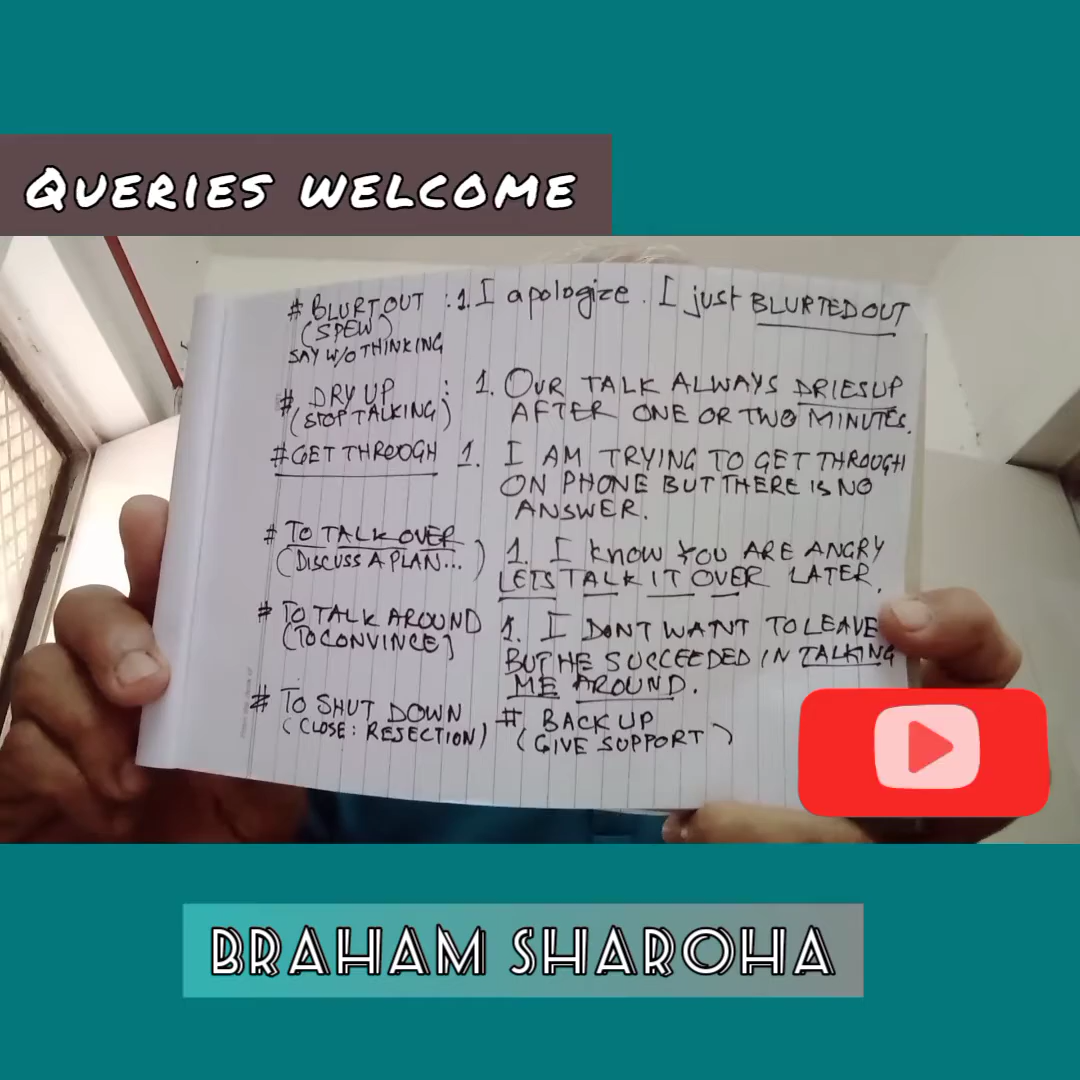 QUERIES WELCOME
# BLURT OUT : 1. I apologize. I just BLURTED OUT
(SPEW)
SAY W/O THINKING
# DRY UP : 1. OUR TALK ALWAYS DRIES UP
(STOP TALKING) AFTER ONE OR TWO MINUTES.
# GET THROUGH 1. I AM TRYING TO GET THROUGH
ON PHONE BUT THERE IS NO
ANSWER.
# TO TALK OVER 1. I KNOW YOU ARE ANGRY
(DISCUSS A PLAN...) LETS TALK IT OVER LATER.
# TO TALK AROUND 1. I DONT WANT TO LEAVE
(TO CONVINCE) BUT HE SUCCEEDED IN TALKING
ME AROUND.
# TO SHUT DOWN # BACK UP
(CLOSE: REJECTION) (GIVE SUPPORT)
BRAHAM SHAROHA